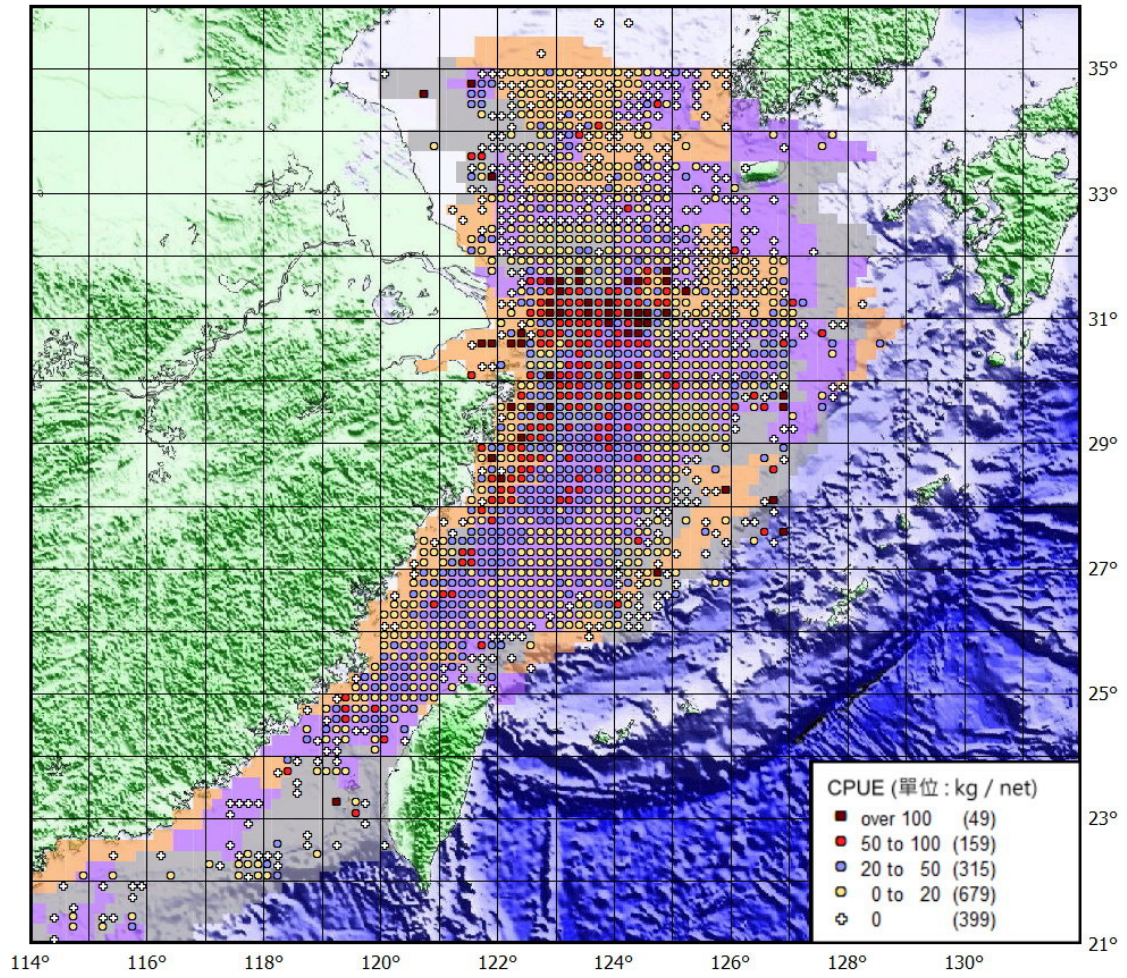 35°
33°
31°
29°
27°
25°
23°
21°
CPUE (單位 : kg / net)
over 100 (49)
50 to 100 (159)
20 to 50 (315)
0 to 20 (679)
0 (399)
114 116 118 120 122 124 126 128 130°